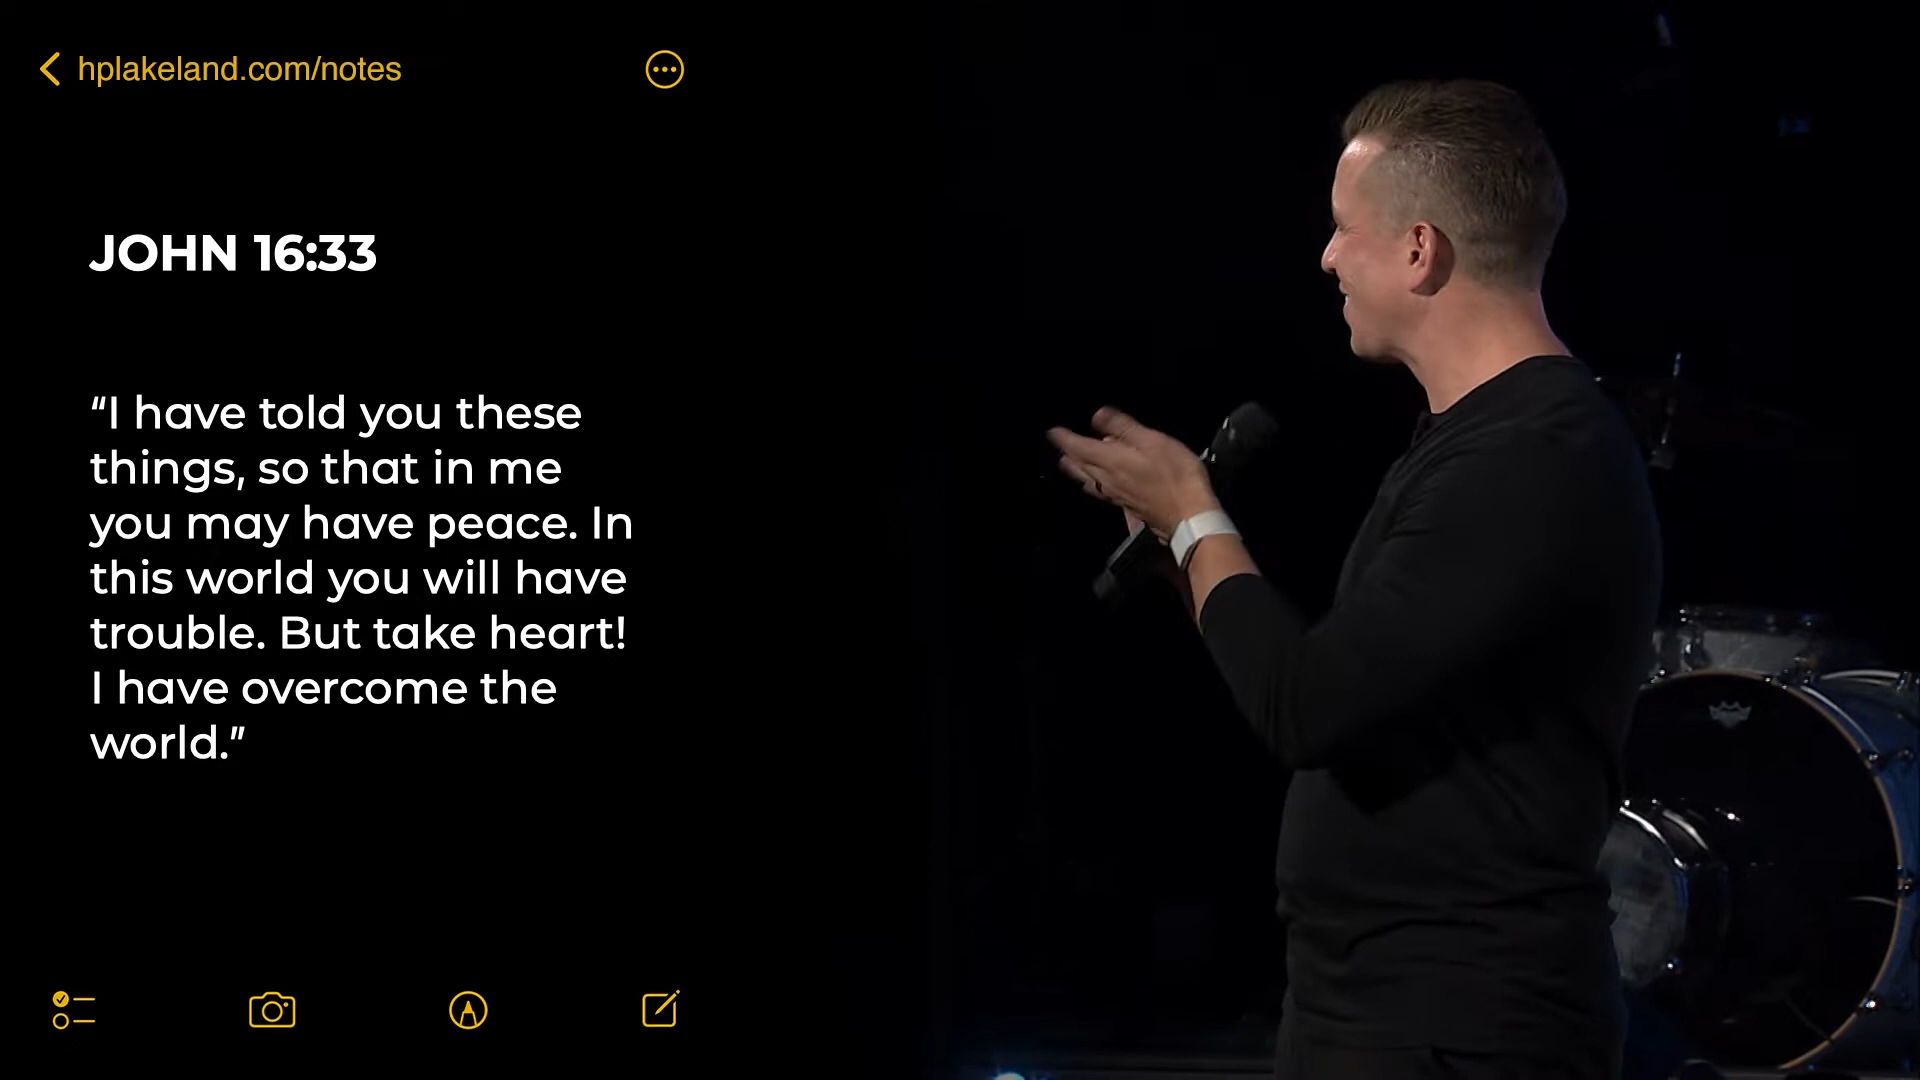 hplakeland.com/notes
JOHN 16:33
“I have told you these
things, so that in me
you may have peace. In
this world you will have
trouble. But take heart!
I have overcome the
world.”